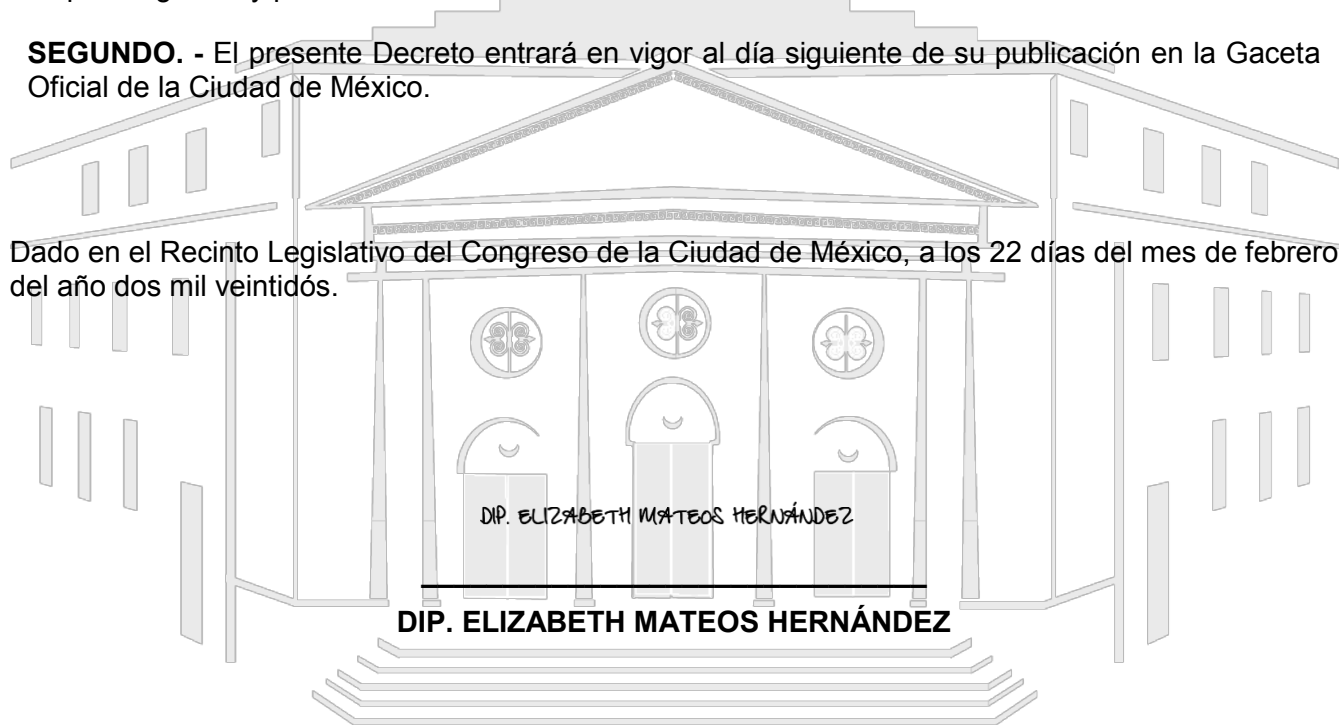 SEGUNDO. - El presente Decreto entrará en vigor al día siguiente de su publicación en la Gaceta
Oficial de la Ciudad de México.
Dado en el Recinto Legislativo del Congreso de la Ciudad de México, a los 22 días del mes de febrero
del año dos mil veintidós.
DIP. ELIZABETH MATEOS HERNÁNDEZ
DIP. ELIZABETH MATEOS HERNÁNDEZ